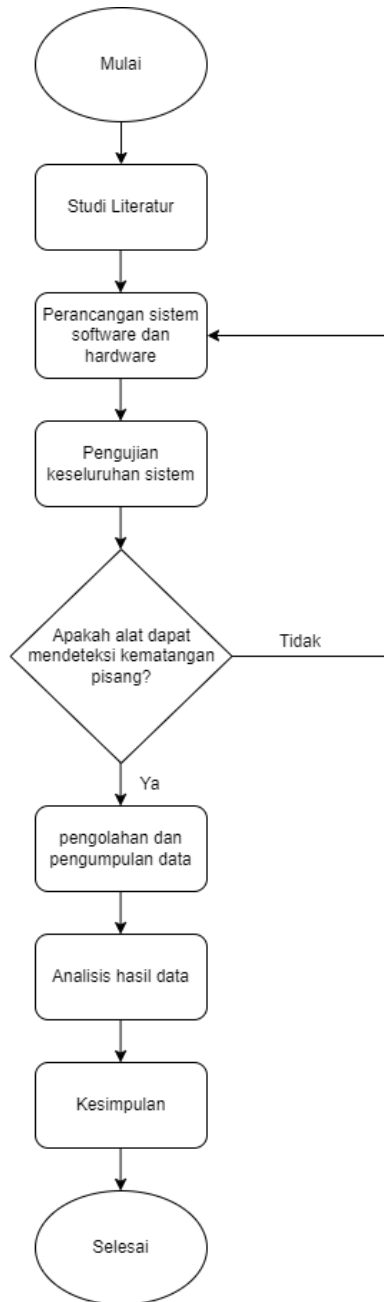 Mulai
Studi Literatur
Perancangan sistem
software dan
hardware
Pengujian
keseluruhan sistem
Apakah alat dapat
mendeteksi kematangan
pisang?
Tidak
Ya
pengolahan dan
pengumpulan data
Analisis hasil data
Kesimpulan
Selesai